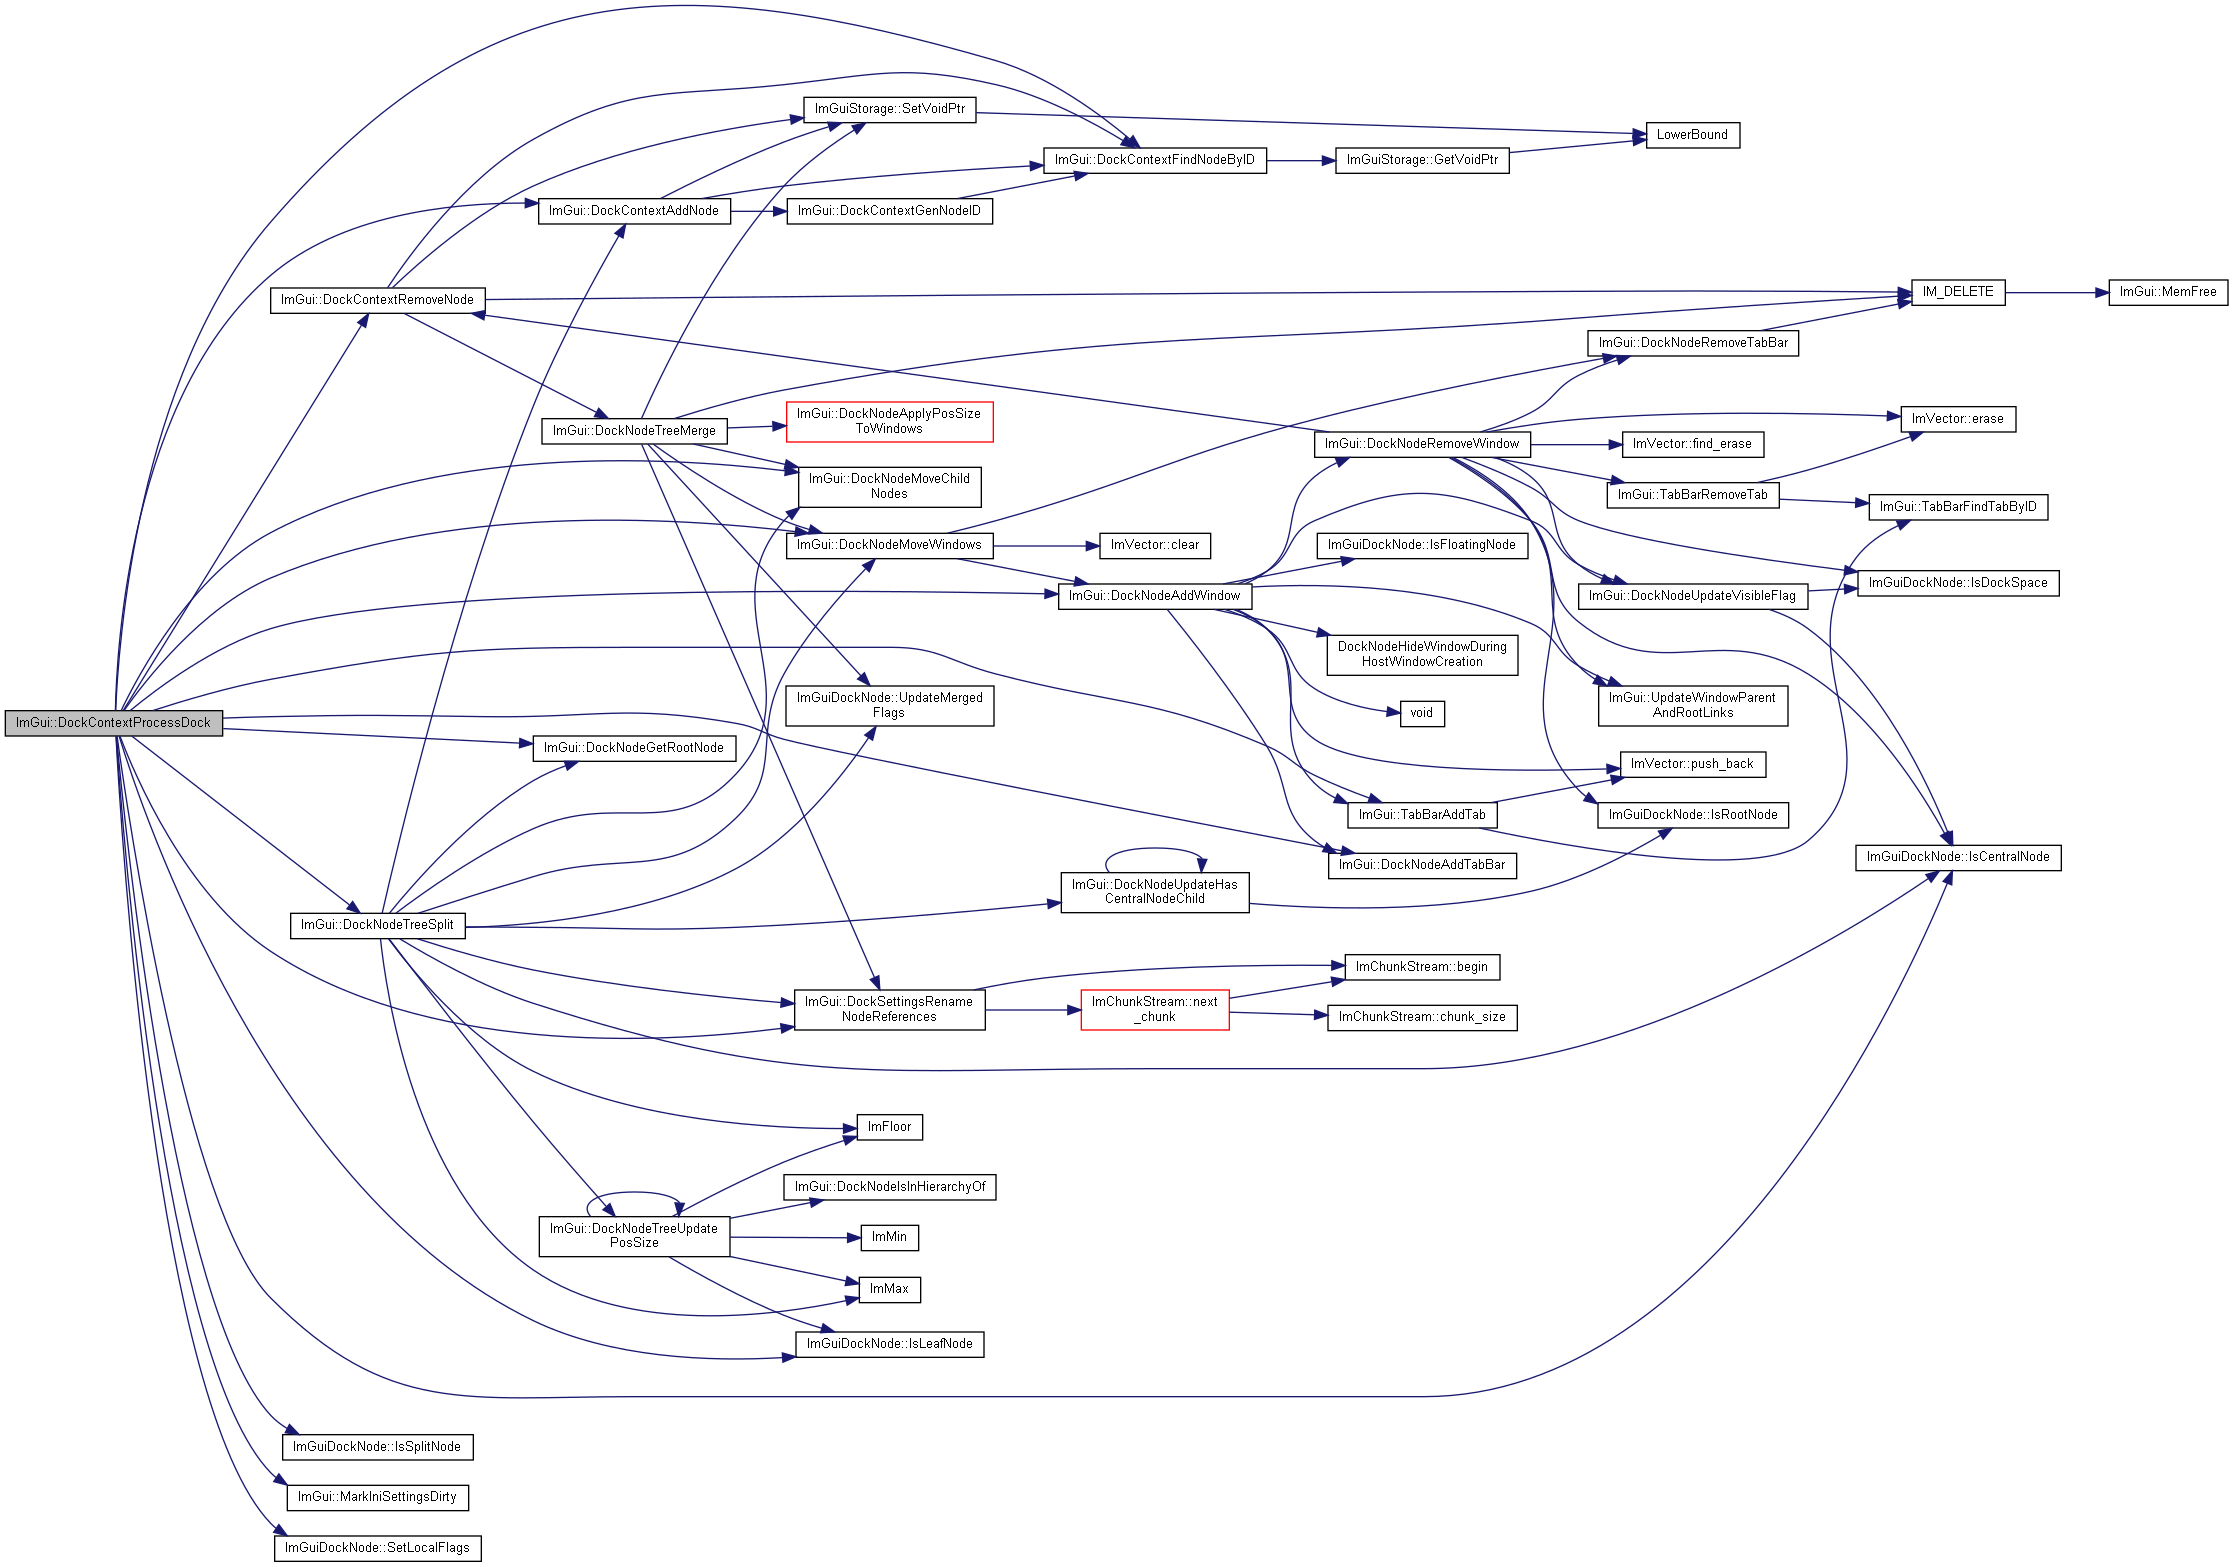 ImGuiStorage::SetVoidPtr
LowerBound
ImGui::DockContextFindNodeByID
ImGuiStorage::GetVoidPtr
ImGui::DockContextAddNode
ImGui::DockContextGenNodeID
ImGui::DockContextRemoveNode
IM_DELETE
ImGui::MemFree
ImGui::DockNodeRemoveTabBar
ImGui::DockNodeTreeMerge
ImGui::DockNodeApplyPosSize
ToWindows
ImGui::DockNodeRemoveWindow
ImVector::find_erase
ImVector::erase
ImGui::DockNodeMoveChild
Nodes
ImGui::TabBarRemoveTab
ImGui::TabBarFindTabByID
ImGui::DockNodeMoveWindows
ImVector::clear
ImGuiDockNode::IsFloatingNode
ImGui::DockNodeAddWindow
ImGui::DockNodeUpdateVisibleFlag
ImGuiDockNode::IsDockSpace
DockNodeHideWindowDuring
HostWindowCreation
ImGuiDockNode::UpdateMerged
Flags
void
ImGui::UpdateWindowParent
AndRootLinks
ImGui::DockContextProcessDock
ImGui::DockNodeGetRootNode
ImVector::push_back
ImGui::TabBarAddTab
ImGuiDockNode::IsRootNode
ImGui::DockNodeAddTabBar
ImGuiDockNode::IsCentralNode
ImGui::DockNodeUpdateHas
CentralNodeChild
ImGui::DockNodeTreeSplit
ImChunkStream::begin
ImGui::DockSettingsRename
NodeReferences
ImChunkStream::next
_chunk
ImChunkStream::chunk_size
ImFloor
ImGui::DockNodeIsInHierarchyOf
ImGui::DockNodeTreeUpdate
PosSize
ImMin
ImMax
ImGuiDockNode::IsLeafNode
ImGuiDockNode::IsSplitNode
ImGui::MarkIniSettingsDirty
ImGuiDockNode::SetLocalFlags